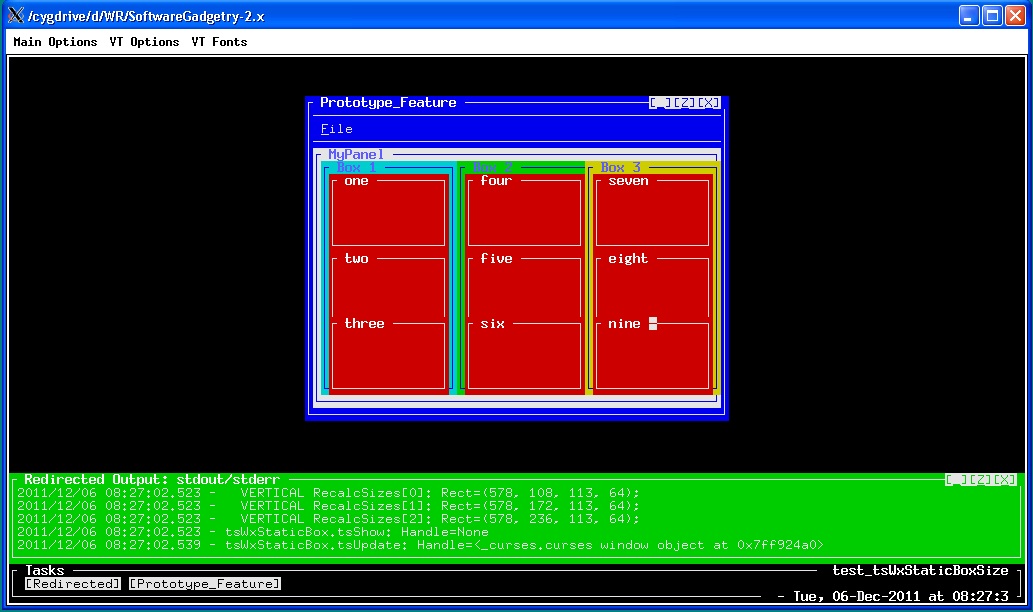 /cygdrive/d/WR/SoftwareGadgetry-2.x
Main Options VT Options VT Fonts
Prototype_Feature [_][Z][X]
File
MyPanel
Box 1 Box 2 Box 3
one four seven
two five eight
three six nine
Redirected Output: stdout/stderr [_][Z][X]
2011/12/06 08:27:02.523 - VERTICAL RecalcSizes[0]: Rect=(578, 108, 113, 64);
2011/12/06 08:27:02.523 - VERTICAL RecalcSizes[1]: Rect=(578, 172, 113, 64);
2011/12/06 08:27:02.523 - VERTICAL RecalcSizes[2]: Rect=(578, 236, 113, 64);
2011/12/06 08:27:02.523 - tsWxStaticBox.tsShow: Handle=None
2011/12/06 08:27:02.539 - tsWxStaticBox.tsUpdate: Handle=<_curses.curses window object at 0x7ff924a0>
Tasks test_tsWxStaticBoxSize
[Redirected] [Prototype_Feature]
- Tue, 06-Dec-2011 at 08:27:3